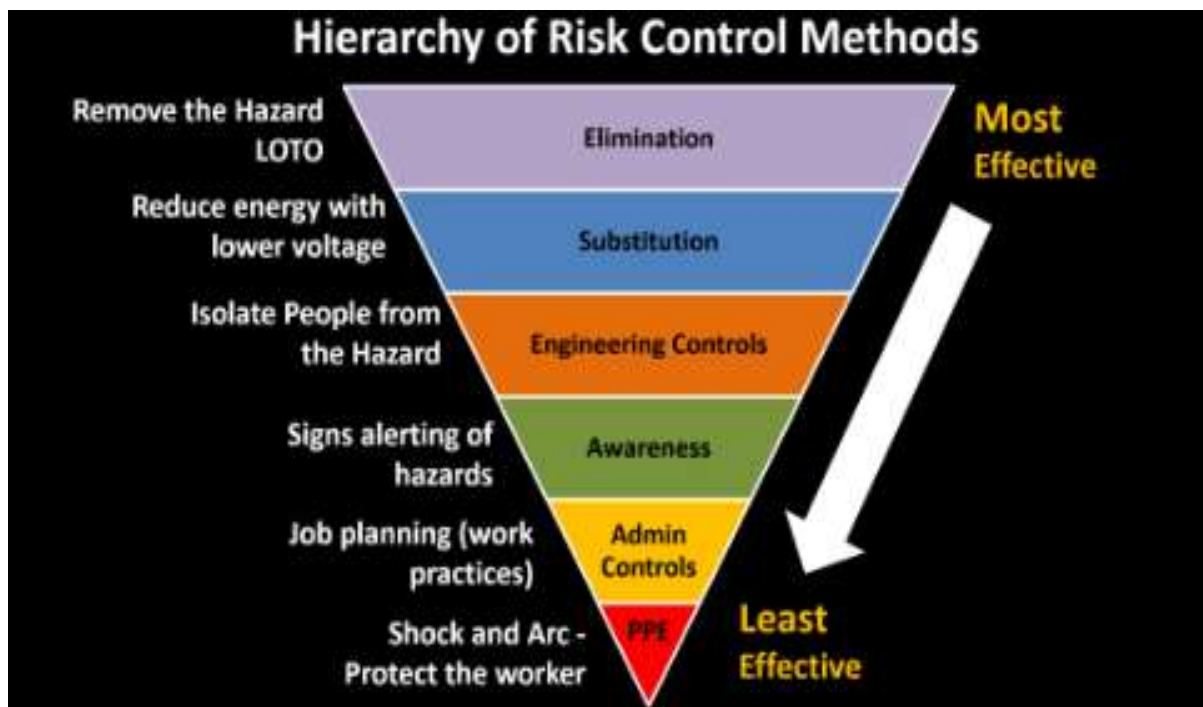 Hierarchy of Risk Control Methods
Remove the Hazard
LOTO
Elimination
Most
Effective
Reduce energy with
lower voltage
Substitution
Isolate People from
the Hazard
Engineering Controls
Signs alerting of
hazards
Awareness
Job planning (work
practices)
Admin
Controls
Shock and Arc -
Protect the worker
PPE
Least
Effective